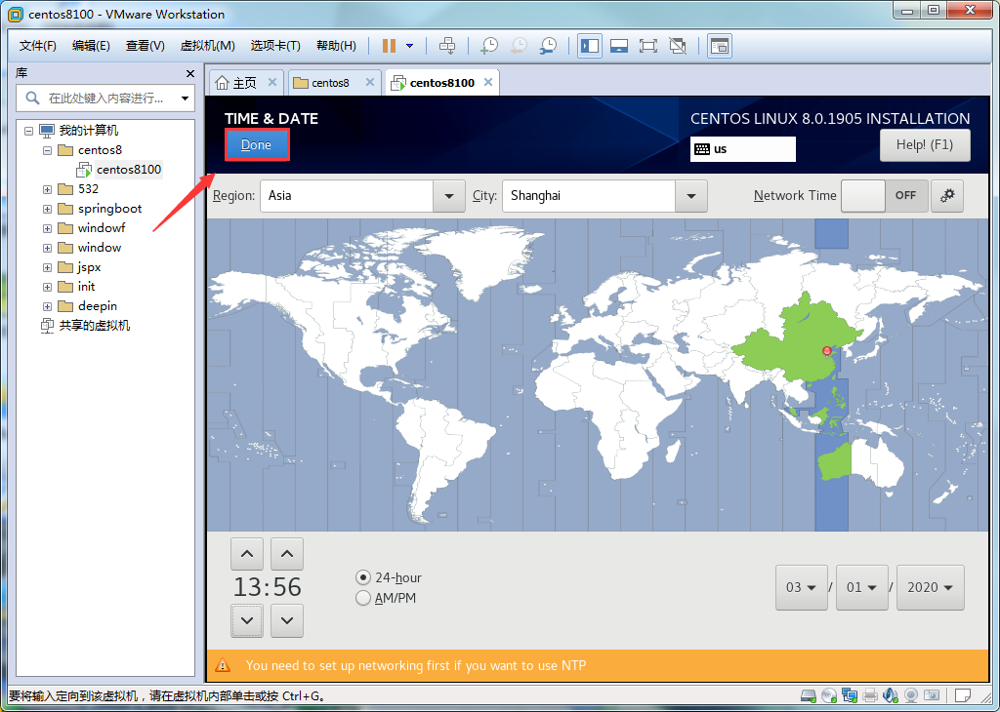 centos8100 - VMware Workstation
文件(F) 编辑(E) 查看(V) 虚拟机(M) 选项卡(T) 帮助(H)
库
在此处键入内容进行...
我的计算机
centos8
centos8100
532
springboot
windowf
window
jspx
init
deepin
共享的虚拟机
主页 centos8 centos8100
TIME & DATE
Done
CENTOS LINUX 8.0.1905 INSTALLATION
us
Help! (F1)
Region: Asia City: Shanghai Network Time OFF
13:56
24-hour
AM/PM
03 / 01 / 2020
You need to set up networking first if you want to use NTP
要将输入定向到该虚拟机，请在虚拟机内部单击或按 Ctrl+G。